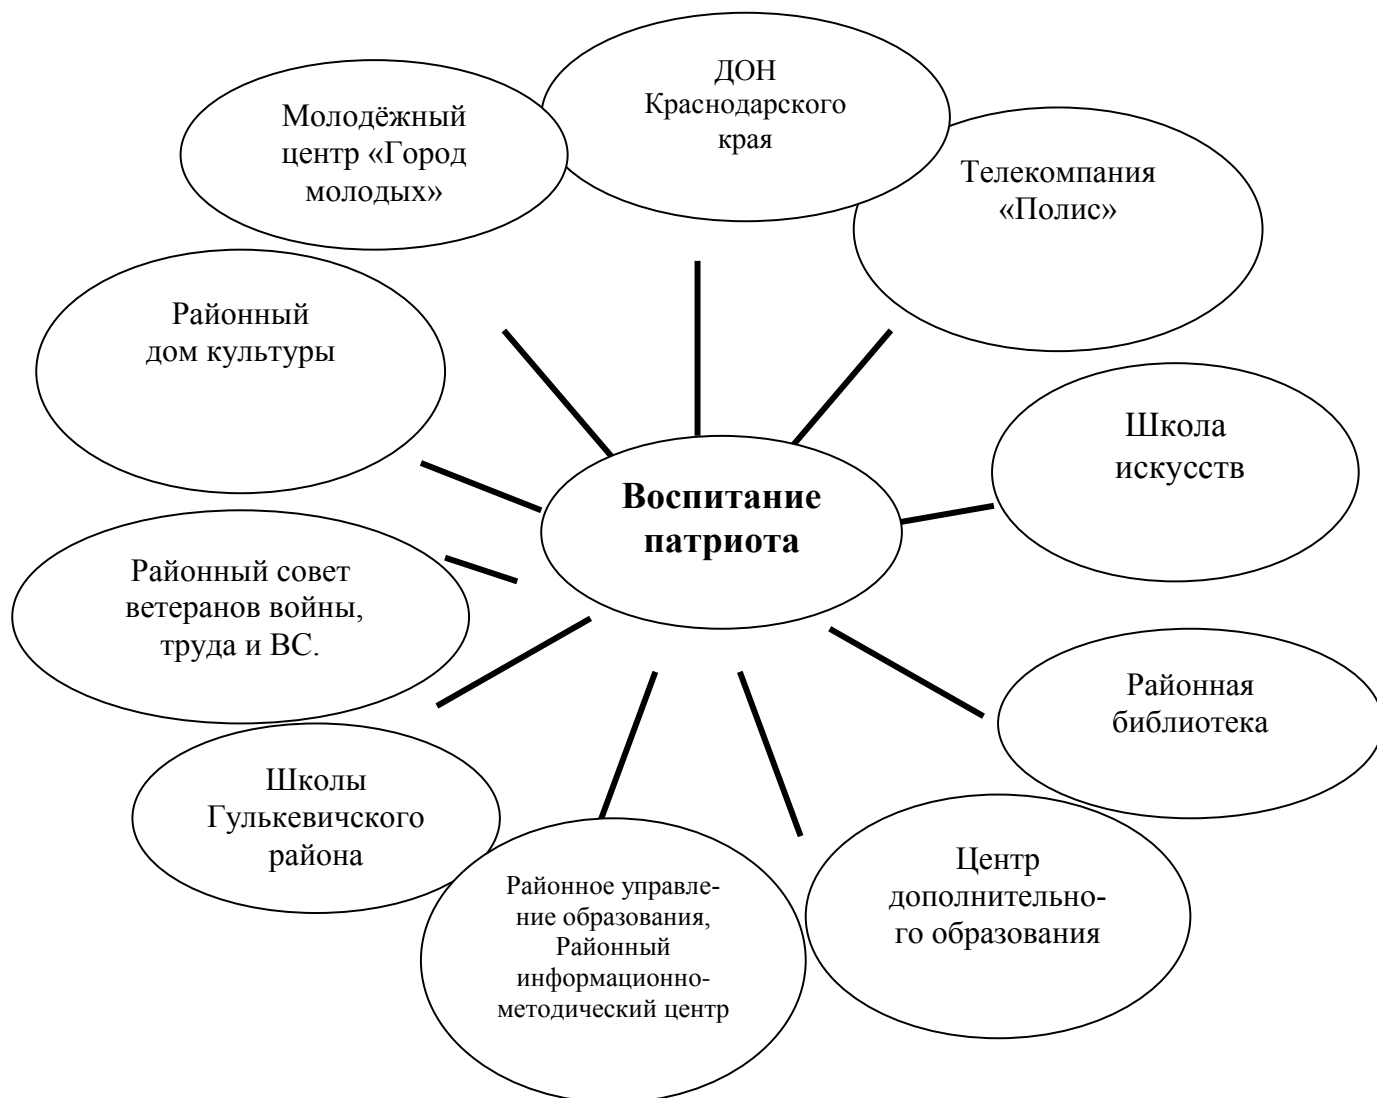 ДОН
Краснодарского
края
Молодёжный
центр «Город
молодых»
Телекомпания
«Полис»
Районный
дом культуры
Школа
искусств
Воспитание
патриота
Районный совет
ветеранов войны,
труда и ВС.
Районная
библиотека
Школы
Гулькевичского
района
Районное управле-
ние образования,
Районный
информационно-
методический центр
Центр
дополнительно-
го образования